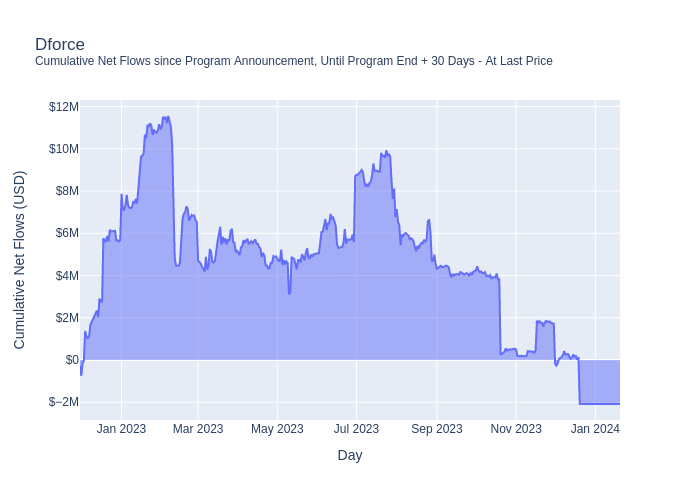 Dforce
Cumulative Net Flows since Program Announcement, Until Program End + 30 Days - At Last Price
Cumulative Net Flows (USD)
$12M
$10M
$8M
$6M
$4M
$2M
$0
$−2M
Jan 2023 Mar 2023 May 2023 Jul 2023 Sep 2023 Nov 2023 Jan 2024
Day